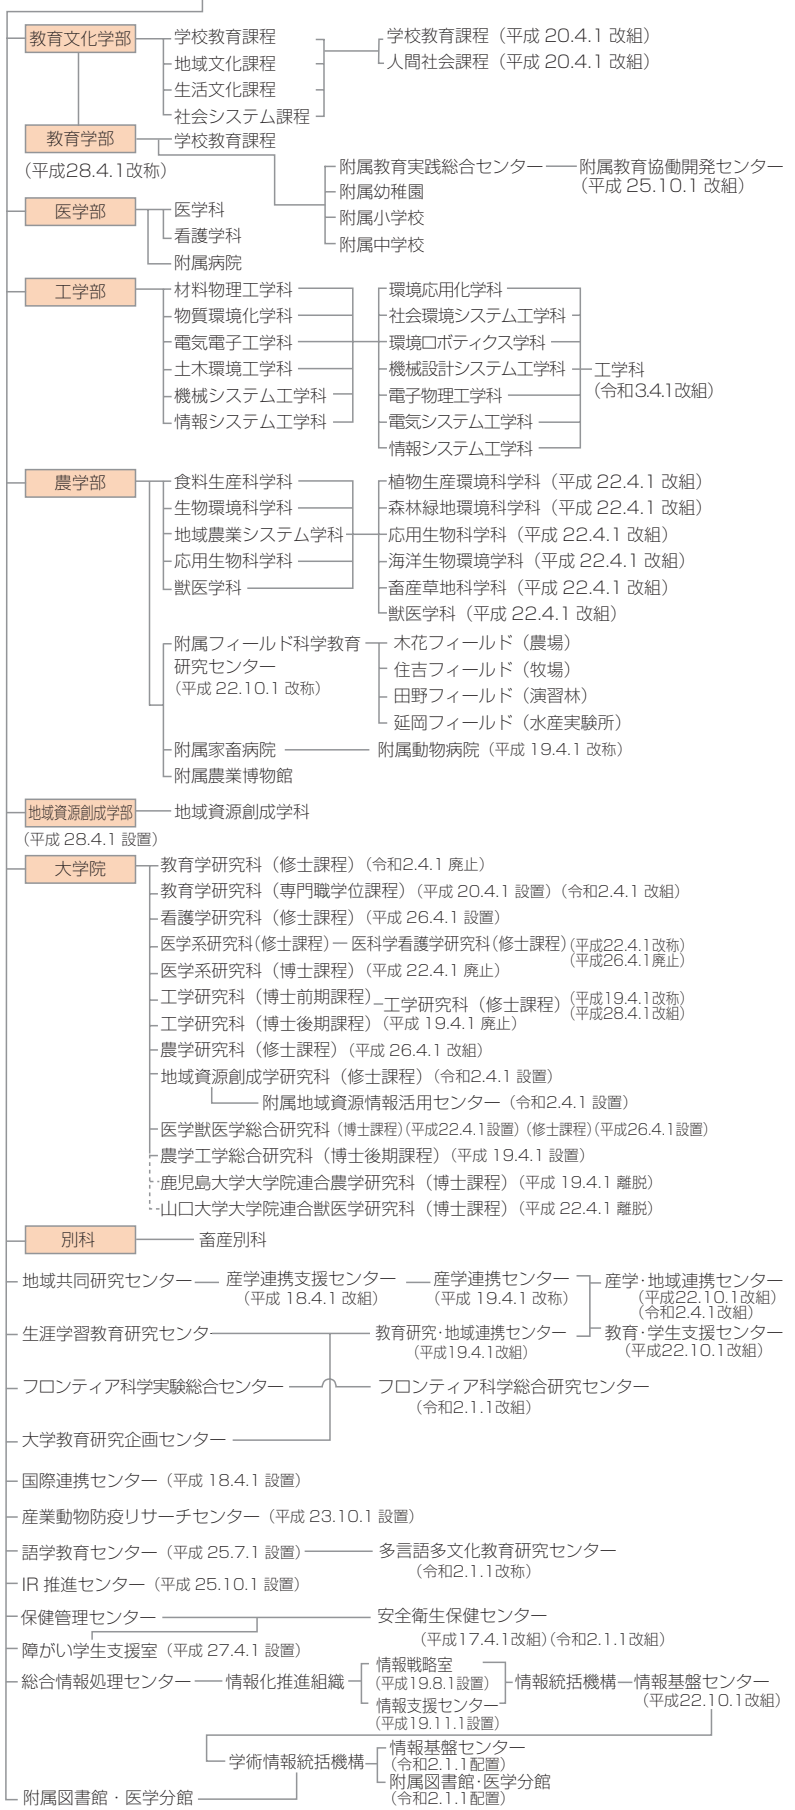 教育文化学部 学校教育課程 学校教育課程（平成 20.4.1 改組）
地域文化課程 人間社会課程（平成 20.4.1 改組）
生活文化課程
社会システム課程
教育学部 学校教育課程
（平成28.4.1改称） 附属教育実践総合センター 附属教育協働開発センター
（平成 25.10.1 改組）
附属幼稚園
医学部 医学科 附属小学校
看護学科 附属中学校
附属病院
工学部 材料物理工学科 環境応用化学科
物質環境化学科 社会環境システム工学科
電気電子工学科 環境ロボティクス学科
土木環境工学科 機械設計システム工学科 工学科
（令和3.4.1改組）
機械システム工学科 電子物理工学科
情報システム工学科 電気システム工学科
情報システム工学科
農学部 食料生産科学科 植物生産環境科学科（平成 22.4.1 改組）
生物環境科学科 森林緑地環境科学科（平成 22.4.1 改組）
地域農業システム学科 応用生物科学科（平成 22.4.1 改組）
応用生物科学科 海洋生物環境学科（平成 22.4.1 改組）
獣医学科 畜産草地科学科（平成 22.4.1 改組）
獣医学科（平成 22.4.1 改組）
附属フィールド科学教育 木花フィールド（農場）
研究センター 住吉フィールド（牧場）
（平成 22.10.1 改称） 田野フィールド（演習林）
延岡フィールド（水産実験所）
附属家畜病院 附属動物病院（平成 19.4.1 改称）
附属農業博物館
地域資源創成学部 地域資源創成学科
（平成 28.4.1 設置）
大学院 教育学研究科（修士課程）（令和2.4.1 廃止）
教育学研究科（専門職学位課程）（平成 20.4.1 設置）（令和2.4.1 改組）
看護学研究科（修士課程）（平成 26.4.1 設置）
医学系研究科（修士課程） 医科学看護学研究科（修士課程）（平成22.4.1改称）
（平成26.4.1廃止）
医学系研究科（博士課程）（平成 22.4.1 廃止）
工学研究科（博士前期課程） 工学研究科（修士課程）（平成19.4.1改称）
（平成28.4.1改組）
工学研究科（博士後期課程）（平成 19.4.1 廃止）
農学研究科（修士課程）（平成 26.4.1 改組）
地域資源創成学研究科（修士課程）（令和2.4.1 設置）
附属地域資源情報活用センター（令和2.4.1 設置）
医学獣医学総合研究科（博士課程）（平成22.4.1設置）（修士課程）（平成26.4.1設置）
農学工学総合研究科（博士後期課程）（平成 19.4.1 設置）
鹿児島大学大学院連合農学研究科（博士課程）（平成 19.4.1 離脱）
山口大学大学院連合獣医学研究科（博士課程）（平成 22.4.1 離脱）
別科 畜産別科
地域共同研究センター 産学連携支援センター 産学連携センター 産学・地域連携センター
（平成 18.4.1 改組） （平成 19.4.1 改称） （平成22.10.1改組）
（令和2.4.1改組）
生涯学習教育研究センタ 教育研究・地域連携センター 教育・学生支援センター
（平成19.4.1改組） （平成22.10.1改組）
フロンティア科学実験総合センター フロンティア科学総合研究センター
（令和2.1.1改組）
大学教育研究企画センター
国際連携センター（平成 18.4.1 設置）
産業動物防疫リサーチセンター（平成 23.10.1 設置）
語学教育センター（平成 25.7.1 設置） 多言語多文化教育研究センター
（令和2.1.1改称）
IR 推進センター（平成 25.10.1 設置）
保健管理センター 安全衛生保健センター
（平成17.4.1改組）（令和2.1.1改組）
障がい学生支援室（平成 27.4.1 設置）
総合情報処理センター 情報化推進組織 情報戦略室
（平成19.8.1設置） 情報統括機構 情報基盤センター
（平成22.10.1改組）
情報支援センター
（平成19.11.1設置）
学術情報統括機構 情報基盤センター
（令和2.1.1配置）
附属図書館・医学分館
（令和2.1.1配置）
附属図書館・医学分館